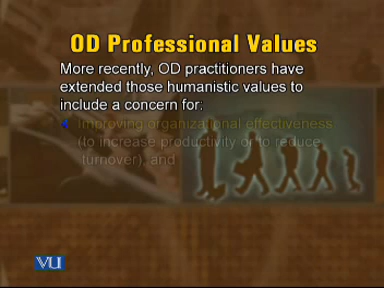 OD Professional Values
More recently, OD practitioners have
extended those humanistic values to
include a concern for:
Improving organizational effectiveness
(to increase productivity or to reduce
turnover), and
VU